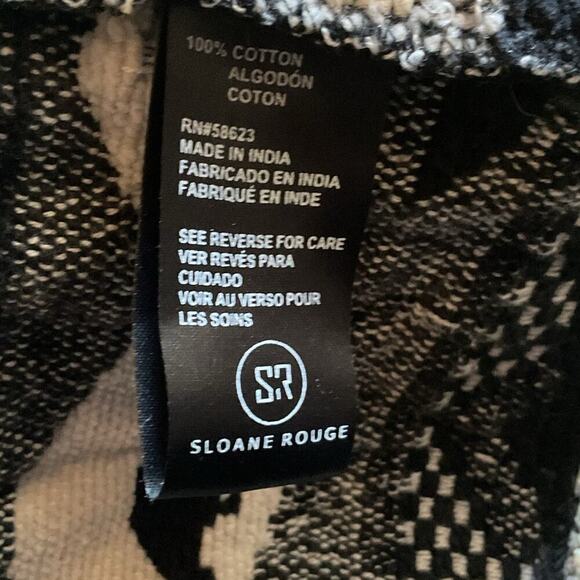 100% COTTON
ALGODÓN
COTON
RN#58623
MADE IN INDIA
FABRICADO EN INDIA
FABRIQUÉ EN INDE
SEE REVERSE FOR CARE
VER REVÉS PARA
CUIDADO
VOIR AU VERSO POUR
LES SOINS
SR
SLOANE ROUGE